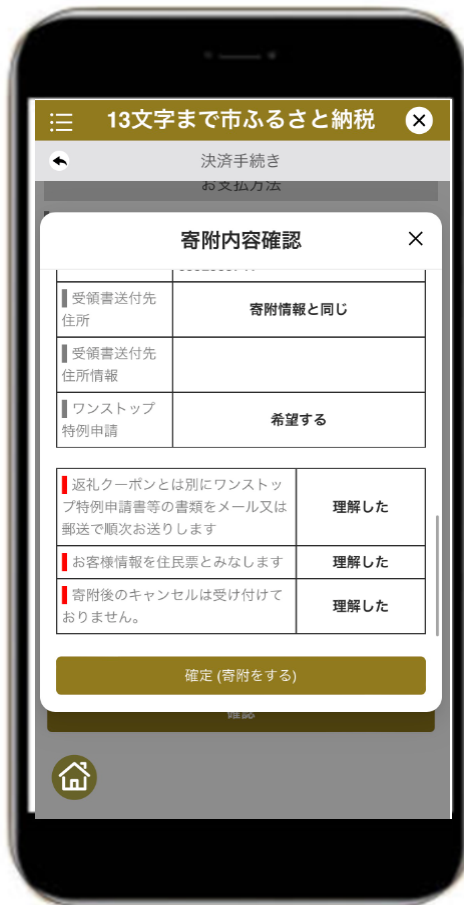 13文字まで市ふるさと納税
決済手続き
お支払方法
寄附内容確認
受領書送付先
住所
寄附情報と同じ
受領書送付先
住所情報
ワンストップ
特例申請
希望する
返礼クーポンとは別にワンストッ
プ特例申請書等の書類をメール又は
郵送で順次お送りします
理解した
お客様情報を住民票とみなします
理解した
寄附後のキャンセルは受け付けて
おりません。
理解した
確定 (寄附をする)
確認